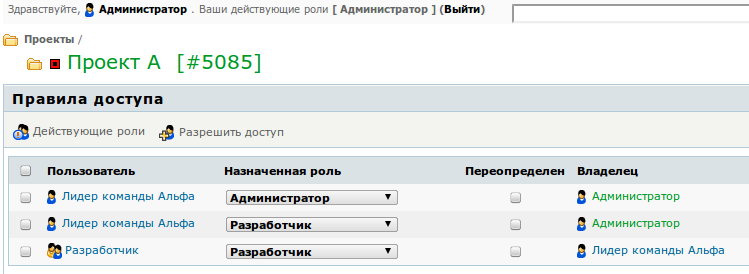 Здравствуйте, Администратор . Ваши действующие роли [ Администратор ] (Выйти)
Проекты /
Проект А [#5085]
Правила доступа
Действующие роли Разрешить доступ
Пользователь Назначенная роль Переопределен Владелец
Лидер команды Альфа Администратор Администратор
Лидер команды Альфа Разработчик Администратор
Разработчик Разработчик Лидер команды Альфа